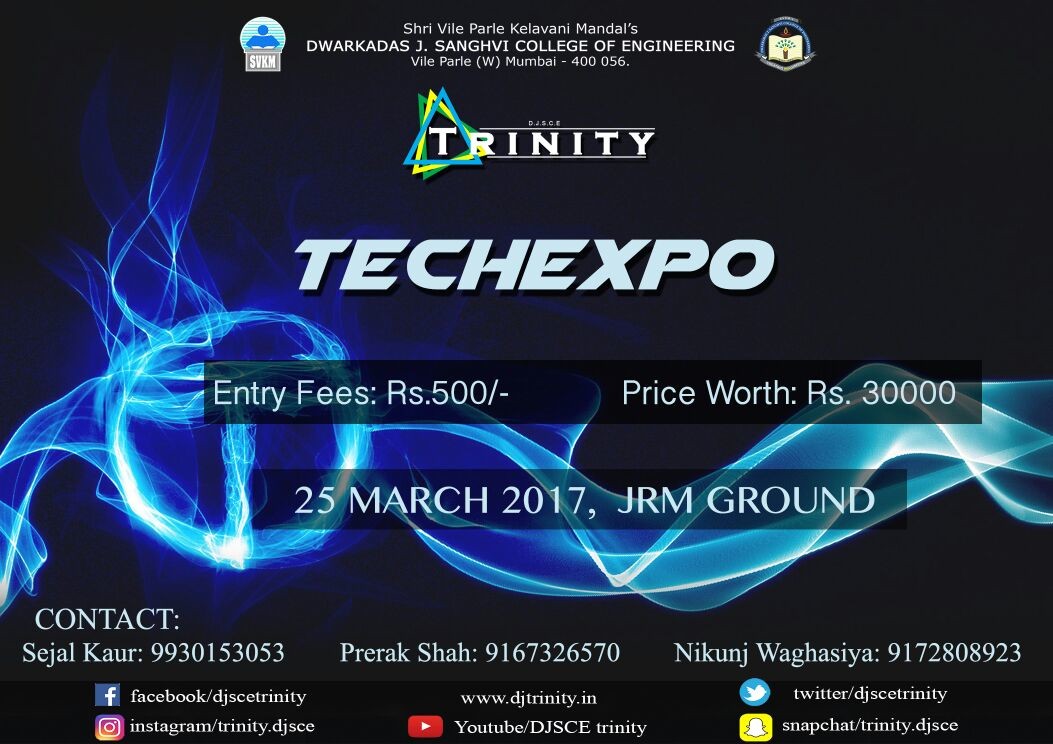 Shri Vile Parle Kelavani Mandal's
DWARKADAS J. SANGHVI COLLEGE OF ENGINEERING
Vile Parle (W) Mumbai - 400 056.
SVKM
D.J.S.C.E
TRINITY
TECHEXPO
Entry Fees: Rs.500/- Price Worth: Rs. 30000
25 MARCH 2017, JRM GROUND
CONTACT:
Sejal Kaur: 9930153053 Prerak Shah: 9167326570 Nikunj Waghasiya: 9172808923
facebook/djscetrinity www.djtrinity.in twitter/djscetrinity
instagram/trinity.djsce Youtube/DJSCE trinity snapchat/trinity.djsce